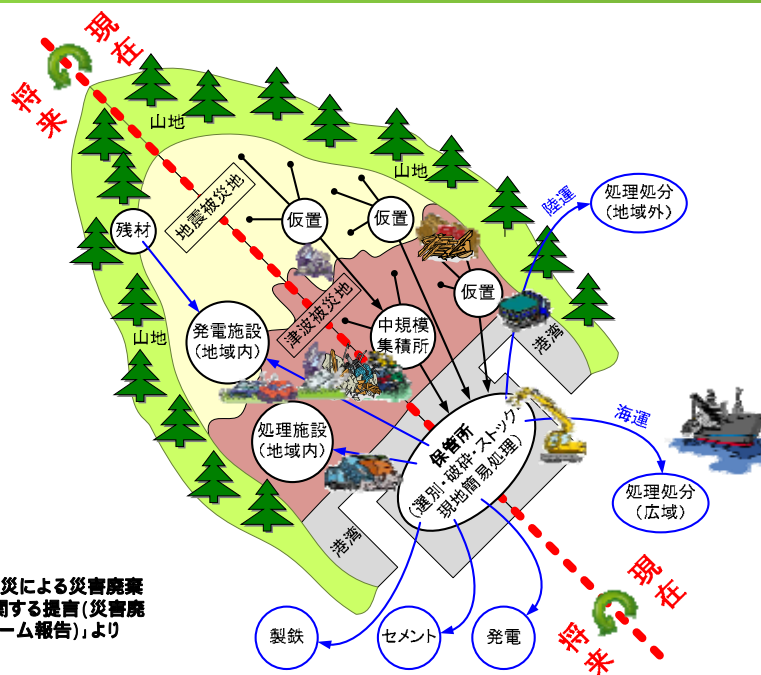 現在
将来
山地
山地
陸運
処理処分
(地域外)
地震被災地
仮置
仮置
残材
仮置
津波被災地
中規模
集積所
港湾
発電施設
(地域内)
山地
海運
処理施設
(地域内)
保管所
(選別・破砕・ストック・
現地簡易処理)
処理処分
(広域)
港湾
現在
将来
災による災害廃棄
関する提言(災害廃
ーム報告)」より
製鉄
セメント
発電